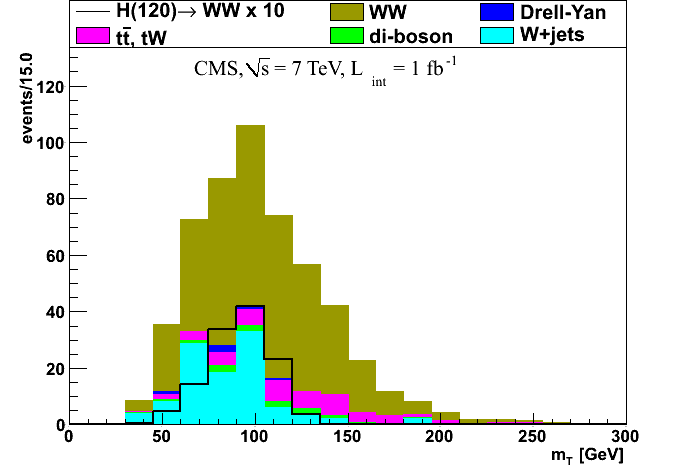 H(120)→ WW x 10 WW Drell-Yan
tt̅, tW di-boson W+jets
CMS, √s = 7 TeV, L int = 1 fb-1
events/15.0
120
100
80
60
40
20
0
0 50 100 150 200 250 300
mT [GeV]